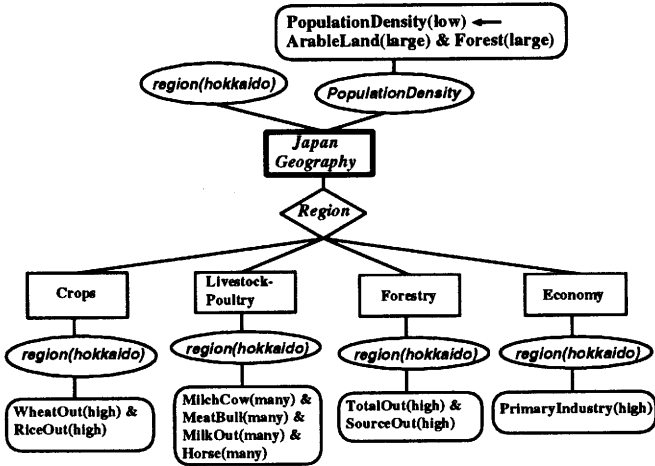 PopulationDensity(low) ←
ArableLand(large) & Forest(large)
region(hokkaido)
PopulationDensity
Japan
Geography
Region
Crops
Livestock-
Poultry
Forestry
Economy
region(hokkaido)
region(hokkaido)
region(hokkaido)
region(hokkaido)
WheatOut(high) &
RiceOut(high)
MilchCow(many) &
MeatBull(many) &
MilkOut(many) &
Horse(many)
TotalOut(high) &
SourceOut(high)
PrimaryIndustry(high)